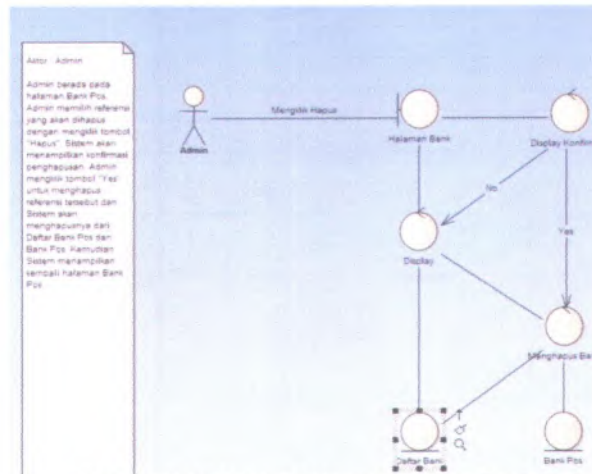 Aktor : Admin
Admin berada pada
halaman Bank Pos.
Admin memilih referensi
yang akan dihapus
dengan mengklik tombol
"Hapus". Sistem akan
menampilkan konfirmasi
penghapusan. Admin
mengklik tombol "Yes"
untuk menghapus
referensi tersebut dan
Sistem akan
menghapusnya dari
Daftar Bank Pos dan
Bank Pos. Kemudian
Sistem menampilkan
kembali halaman Bank
Pos
Mengklik Hapus
Admin
Halaman Bank
Display Konfirm
No
Yes
Display
Menghapus Ban
Daftar Bank
Bank Pos